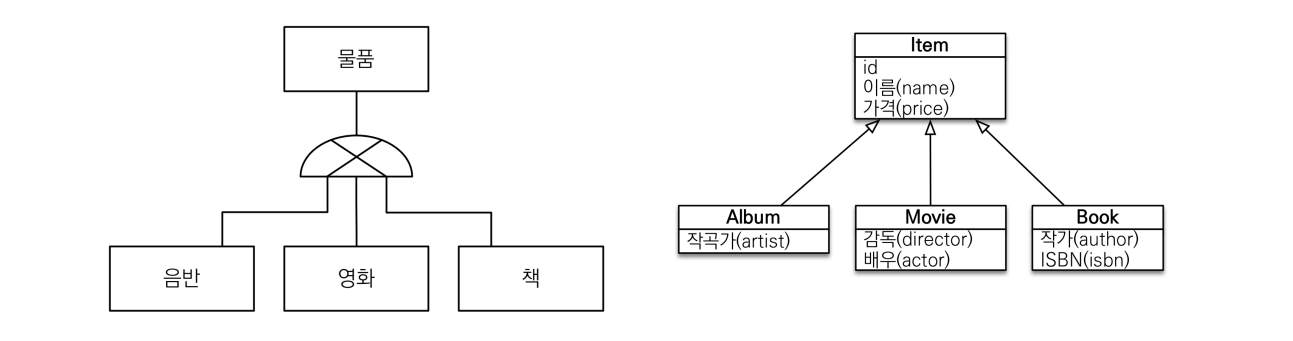 물품
음반
영화
책
Item
id
이름(name)
가격(price)
Album
작곡가(artist)
Movie
감독(director)
배우(actor)
Book
작가(author)
ISBN(isbn)